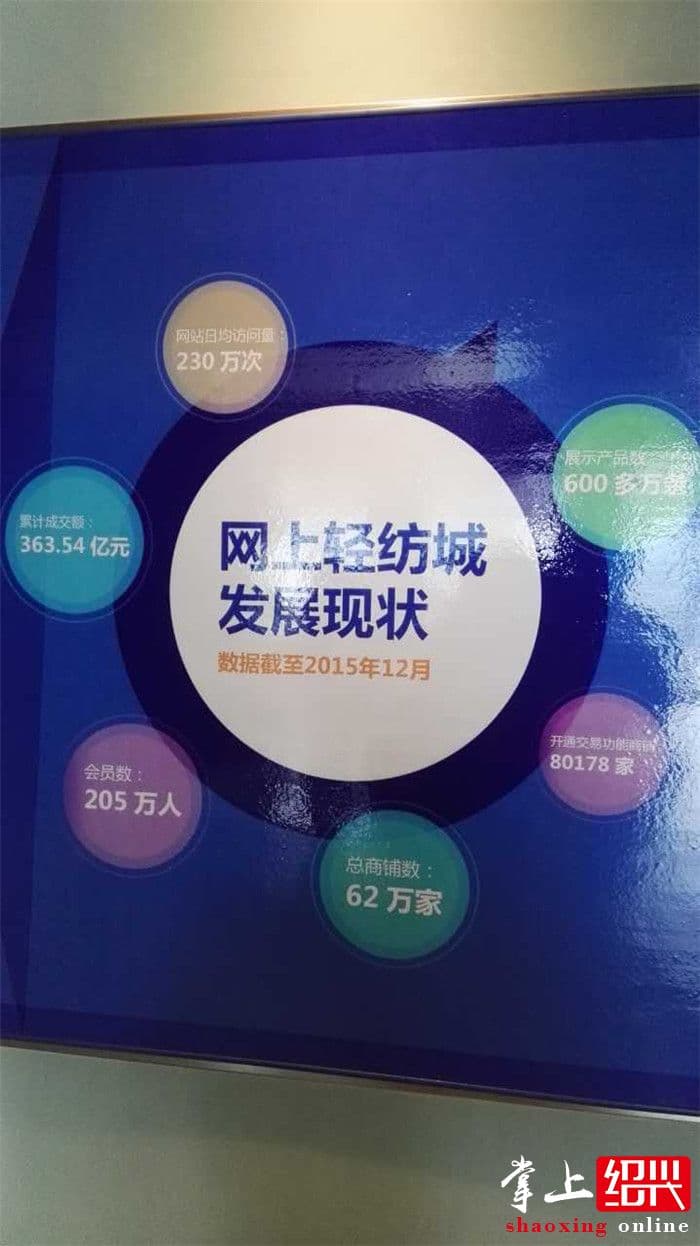 网上轻纺城
发展现状
数据截至2015年12月
网站日均访问量：
230 万次
展示产品数
600 多万条
累计成交额：
363.54 亿元
开通交易功能商铺
80178 家
会员数：
205 万人
总商铺数：
62 万家
掌上绍兴
shaoxing online